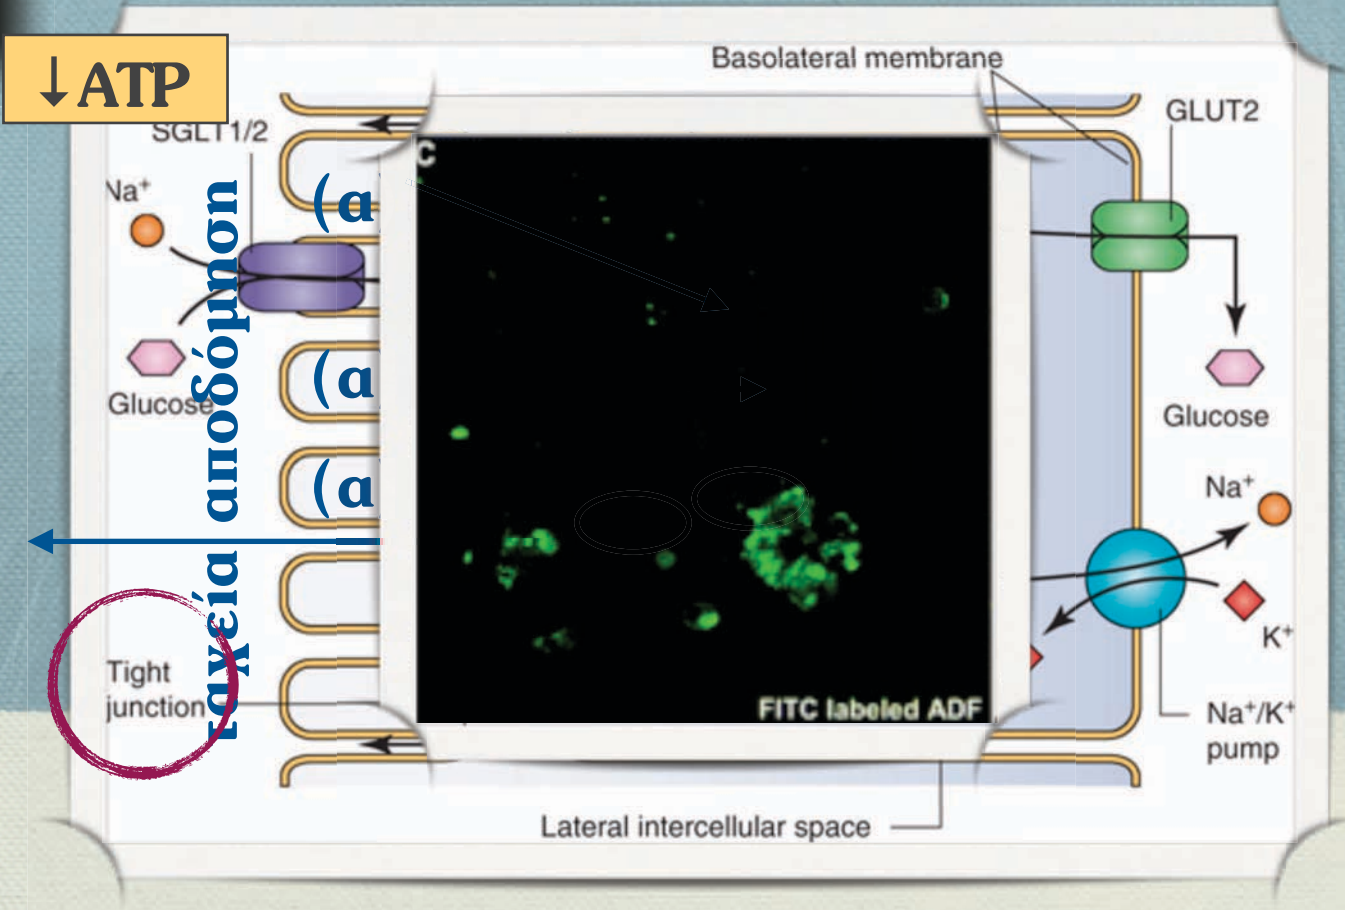 ↓ATP
Basolateral membrane
SGLT1/2
GLUT2
Na⁺
C
(α
ταχεία αποδόμηση
Glucose
(α
Glucose
(α
Na⁺
K⁺
Tight
junction
FITC labeled ADF
Na⁺/K⁺
pump
Lateral intercellular space